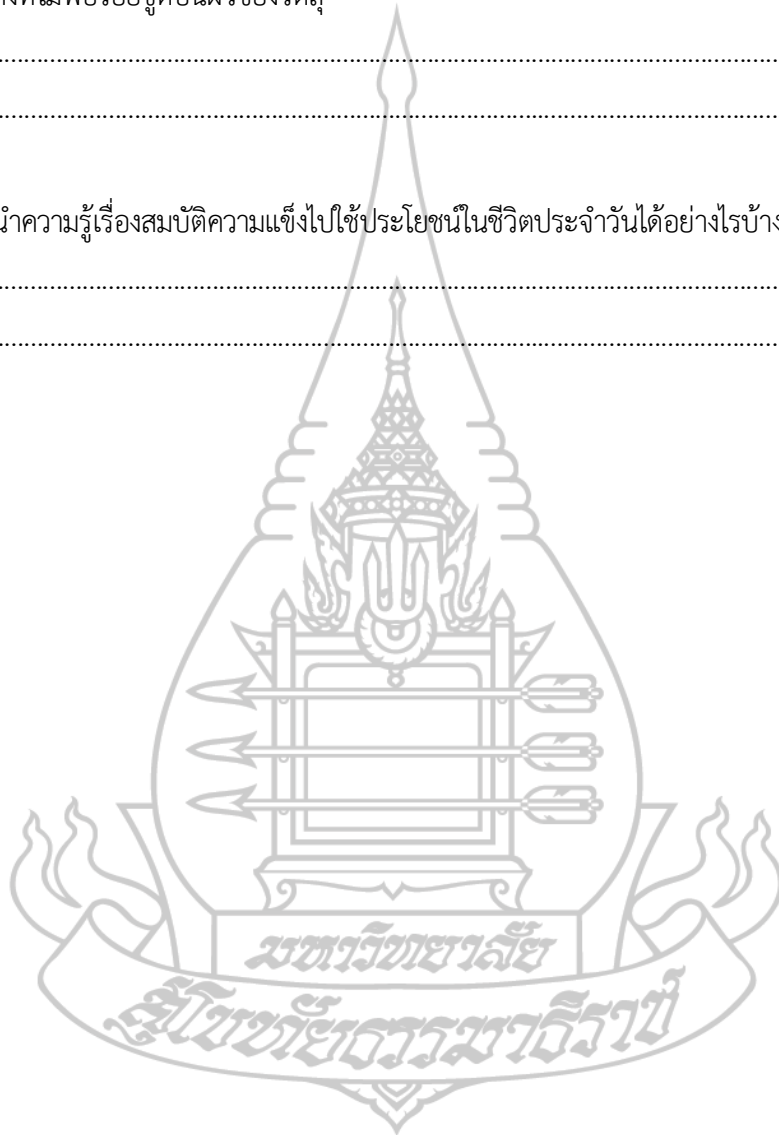 ..........................................................................................................
..........................................................................................................
นำความรู้เรื่องสมบัติความแข็งไปใช้ประโยชน์ในชีวิตประจำวันได้อย่างไรบ้าง
..........................................................................................................
..........................................................................................................
มหาวิทยาลัย
สุโขทัยธรรมาธิราช